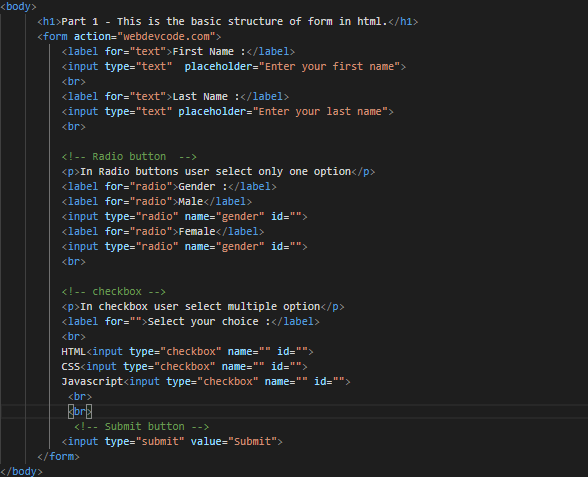 <body>
<h1>Part 1 - This is the basic structure of form in html.</h1>
<form action="webdevcode.com">
<label for="text">First Name :</label>
<input type="text"  placeholder="Enter your first name">
<br>
<label for="text">Last Name :</label>
<input type="text" placeholder="Enter your last name">
<br>
<!-- Radio button  -->
<p>In Radio buttons user select only one option</p>
<label for="radio">Gender :</label>
<label for="radio">Male</label>
<input type="radio" name="gender" id="">
<label for="radio">Female</label>
<input type="radio" name="gender" id="">
<br>
<!-- checkbox -->
<p>In checkbox user select multiple option</p>
<label for="">Select your choice :</label>
<br>
HTML<input type="checkbox" name="" id="">
CSS<input type="checkbox" name="" id="">
Javascript<input type="checkbox" name="" id="">
<br>
<br>
<!-- Submit button -->
<input type="submit" value="Submit">
</form>
</body>